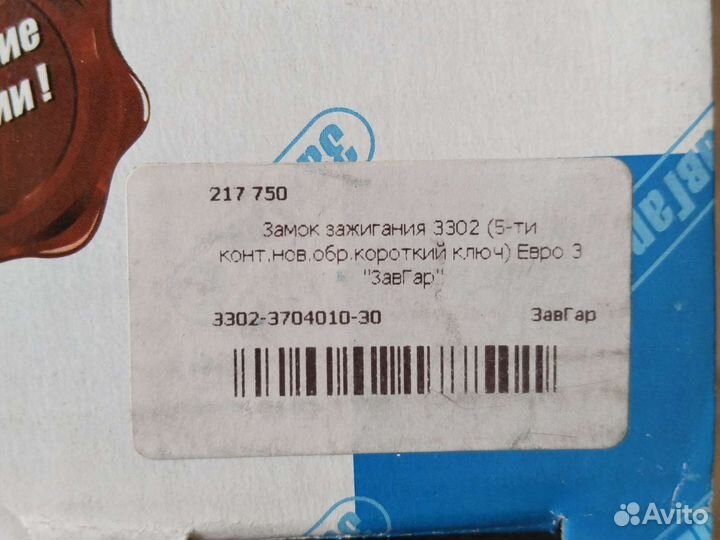 ие
ии!
217 750
Замок зажигания 3302 (5-ти
конт.нов.обр.короткий ключ) Евро 3
"ЗавГар"
3302-3704010-30 ЗавГар
авГар
Avito